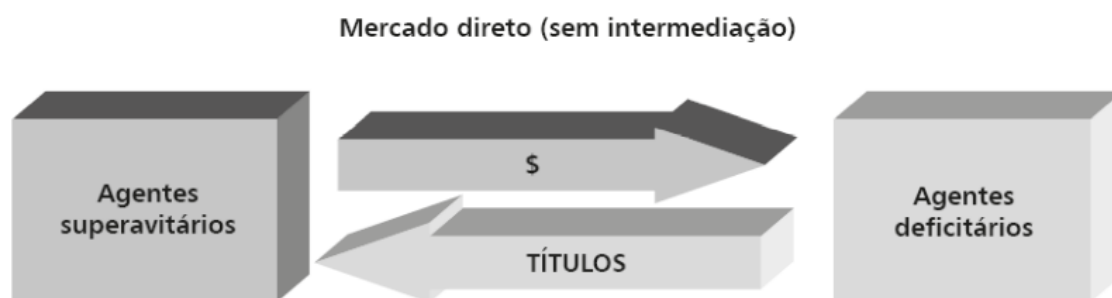 Mercado direto (sem intermediação)
Agentes
superavitários
$
TÍTULOS
Agentes
deficitários